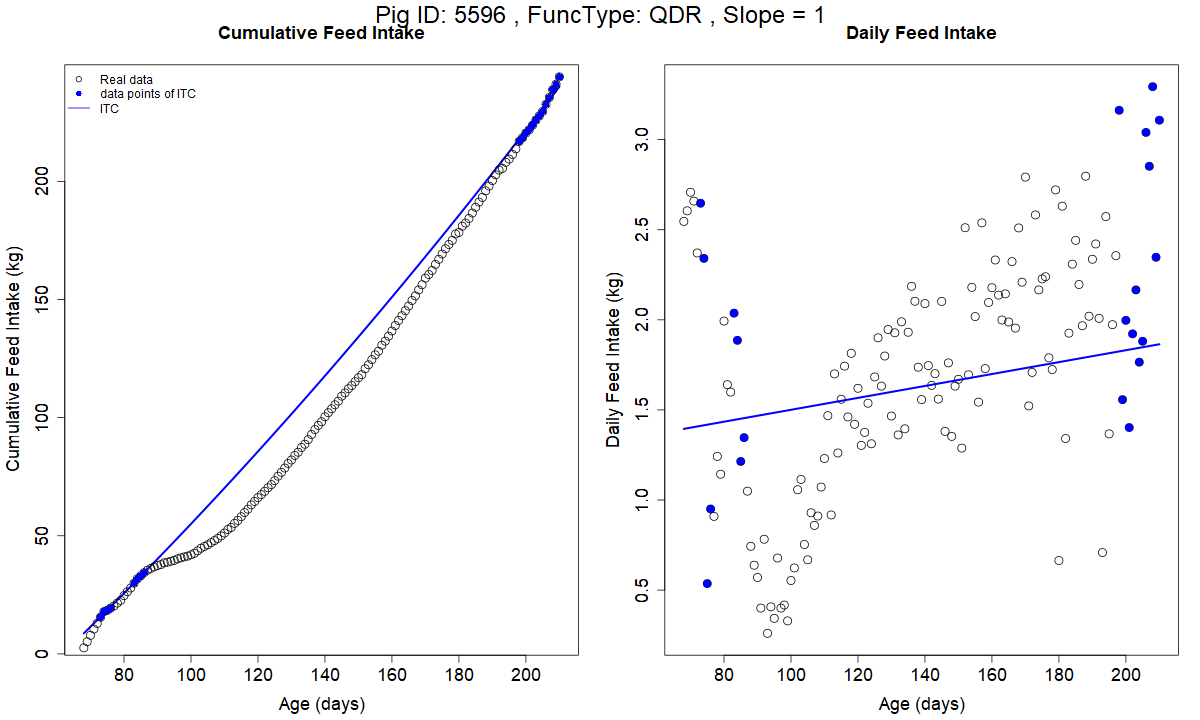 Pig ID: 5596 , FuncType: QDR , Slope = 1
Cumulative Feed Intake
Real data
data points of ITC
ITC
Cumulative Feed Intake (kg)
0
50
100
150
200
80
100
120
140
160
180
200
Age (days)
Daily Feed Intake
Daily Feed Intake (kg)
0.5
1.0
1.5
2.0
2.5
3.0
80
100
120
140
160
180
200
Age (days)